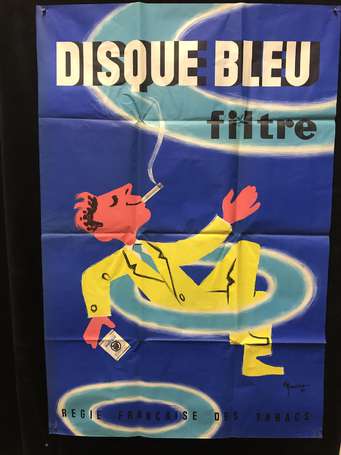 DISQUE BLEU
filtre
REGIE FRANÇAISE DES TABACS